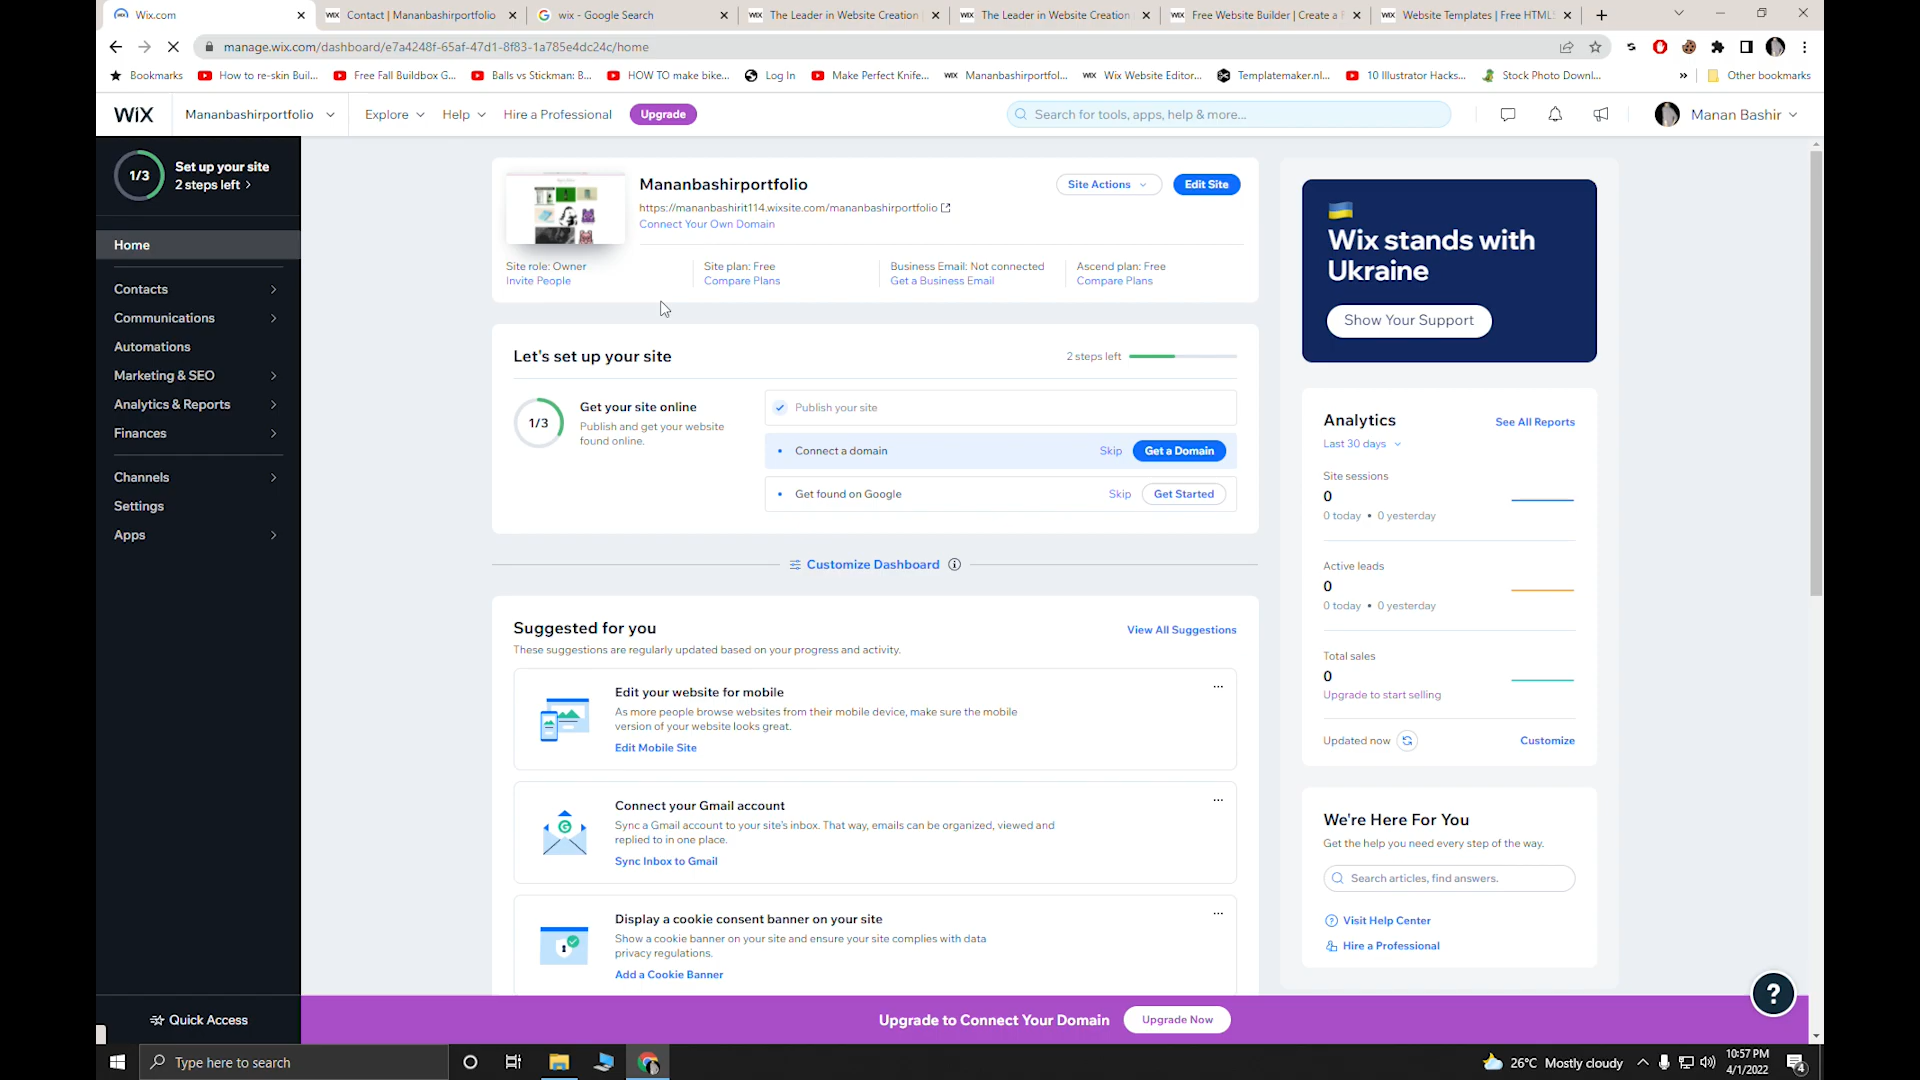 Wix.com
Contact | Mananbashirportfolio
wix - Google Search
The Leader in Website Creation
The Leader in Website Creation
Free Website Builder | Create a F
Website Templates | Free HTML5
manage.wix.com/dashboard/e7a4248f-65af-47d1-8f83-1a785e4dc24c/home
Bookmarks
How to re-skin Buil...
Free Fall Buildbox G...
Balls vs Stickman: B...
HOW TO make bike...
Log In
Make Perfect Knife...
Mananbashirportfol...
Wix Website Editor...
Templatemaker.nl...
10 Illustrator Hacks...
Stock Photo Downl...
Other bookmarks
WiX
Mananbashirportfolio
Explore
Help
Hire a Professional
Upgrade
Search for tools, apps, help & more...
Manan Bashir
1/3
Set up your site
2 steps left
Home
Contacts
Communications
Automations
Marketing & SEO
Analytics & Reports
Finances
Channels
Settings
Apps
Quick Access
Mananbashirportfolio
Site Actions
Edit Site
https://mananbashirit114.wixsite.com/mananbashirportfolio
Connect Your Own Domain
Site role: Owner
Invite People
Site plan: Free
Compare Plans
Business Email: Not connected
Get a Business Email
Ascend plan: Free
Compare Plans
Let's set up your site
2 steps left
1/3
Get your site online
Publish and get your website
found online.
Publish your site
Connect a domain
Skip
Get a Domain
Get found on Google
Skip
Get Started
Customize Dashboard
Suggested for you
View All Suggestions
These suggestions are regularly updated based on your progress and activity.
Edit your website for mobile
As more people browse websites from their mobile device, make sure the mobile
version of your website looks great.
Edit Mobile Site
Connect your Gmail account
Sync a Gmail account to your site's inbox. That way, emails can be organized, viewed and
replied to in one place.
Sync Inbox to Gmail
Display a cookie consent banner on your site
Show a cookie banner on your site and ensure your site complies with data
privacy regulations.
Add a Cookie Banner
Wix stands with
Ukraine
Show Your Support
Analytics
See All Reports
Last 30 days
Site sessions
0
0 today • 0 yesterday
Active leads
0
0 today • 0 yesterday
Total sales
0
Upgrade to start selling
Updated now
Customize
We're Here For You
Get the help you need every step of the way.
Search articles, find answers.
Visit Help Center
Hire a Professional
?
Upgrade to Connect Your Domain
Upgrade Now
Type here to search
26°C Mostly cloudy
10:57 PM
4/1/2022
4